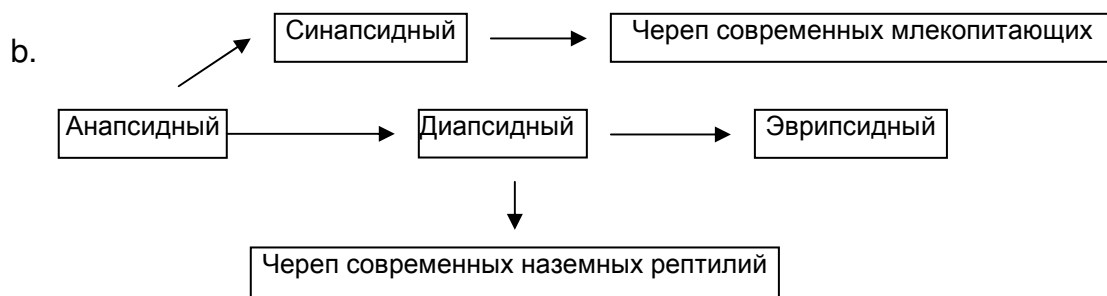 b.
Синапсидный
Череп современных млекопитающих
Анапсидный
Диапсидный
Эврипсидный
Череп современных наземных рептилий